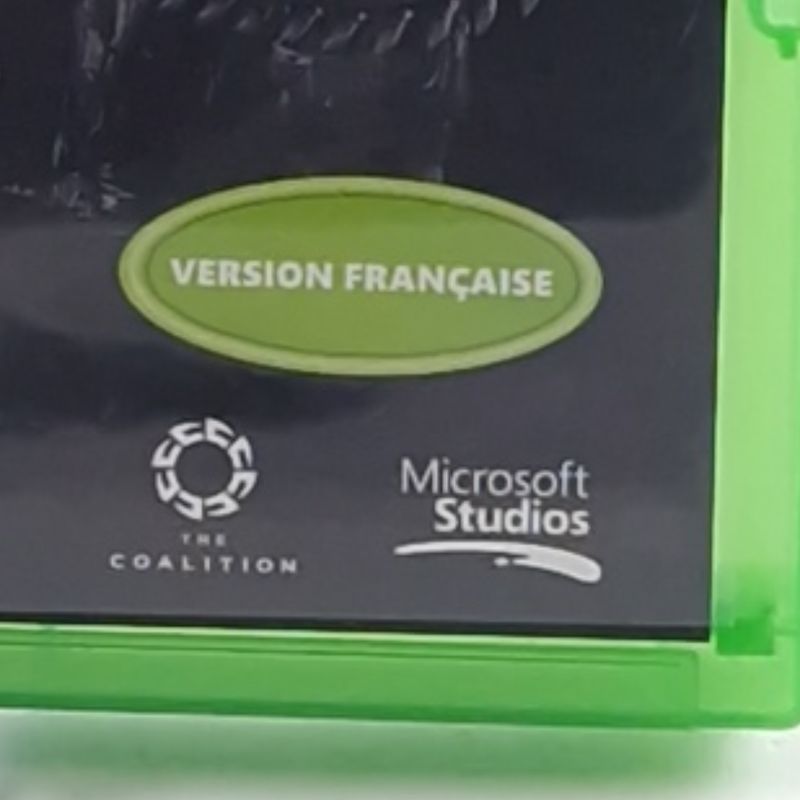 VERSION FRANÇAISE
THE
COALITION
Microsoft
Studios